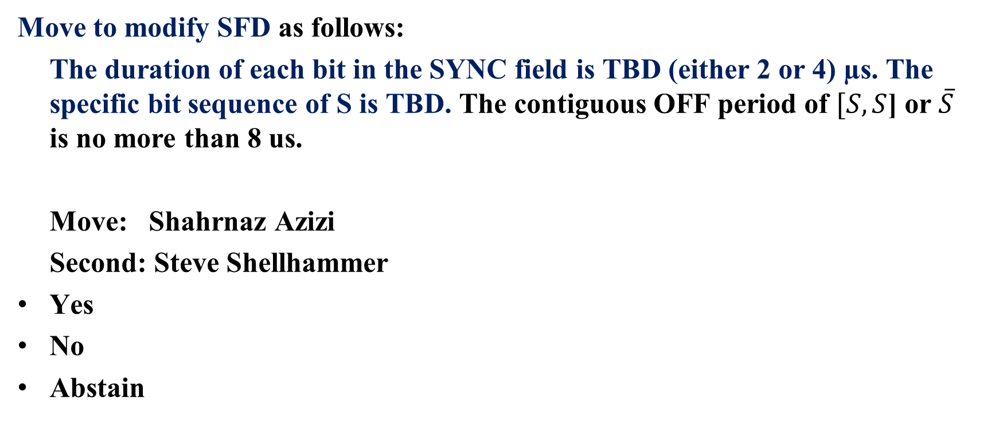 Move to modify SFD as follows:
The duration of each bit in the SYNC field is TBD (either 2 or 4) μs. The
specific bit sequence of S is TBD. The contiguous OFF period of [S, S] or S̄
is no more than 8 us.
Move: Shahrnaz Azizi
Second: Steve Shellhammer
• Yes
• No
• Abstain